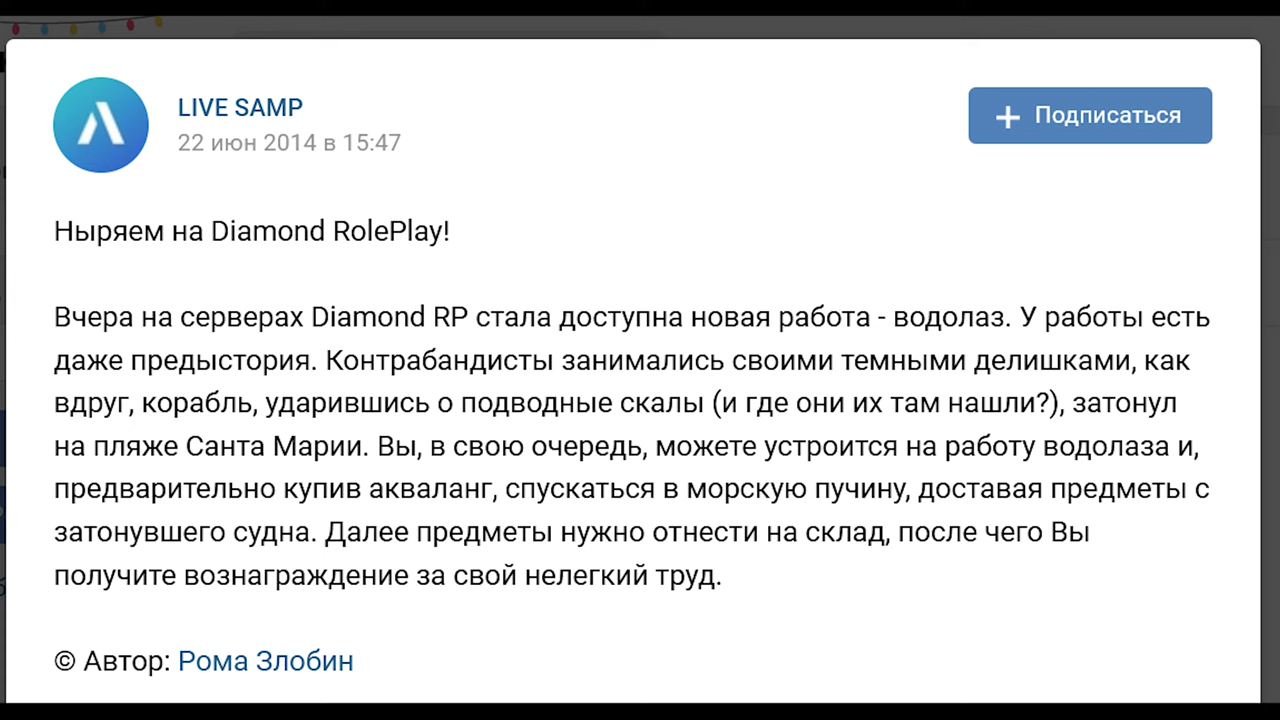 LIVE SAMP
22 июн 2014 в 15:47
+ Подписаться
Ныряем на Diamond RolePlay!
Вчера на серверах Diamond RP стала доступна новая работа - водолаз. У работы есть
даже предыстория. Контрабандисты занимались своими темными делишками, как
вдруг, корабль, ударившись о подводные скалы (и где они их там нашли?), затонул
на пляже Санта Марии. Вы, в свою очередь, можете устроится на работу водолаза и,
предварительно купив акваланг, спускаться в морскую пучину, доставая предметы с
затонувшего судна. Далее предметы нужно отнести на склад, после чего Вы
получите вознаграждение за свой нелегкий труд.
© Автор: Рома Злобин